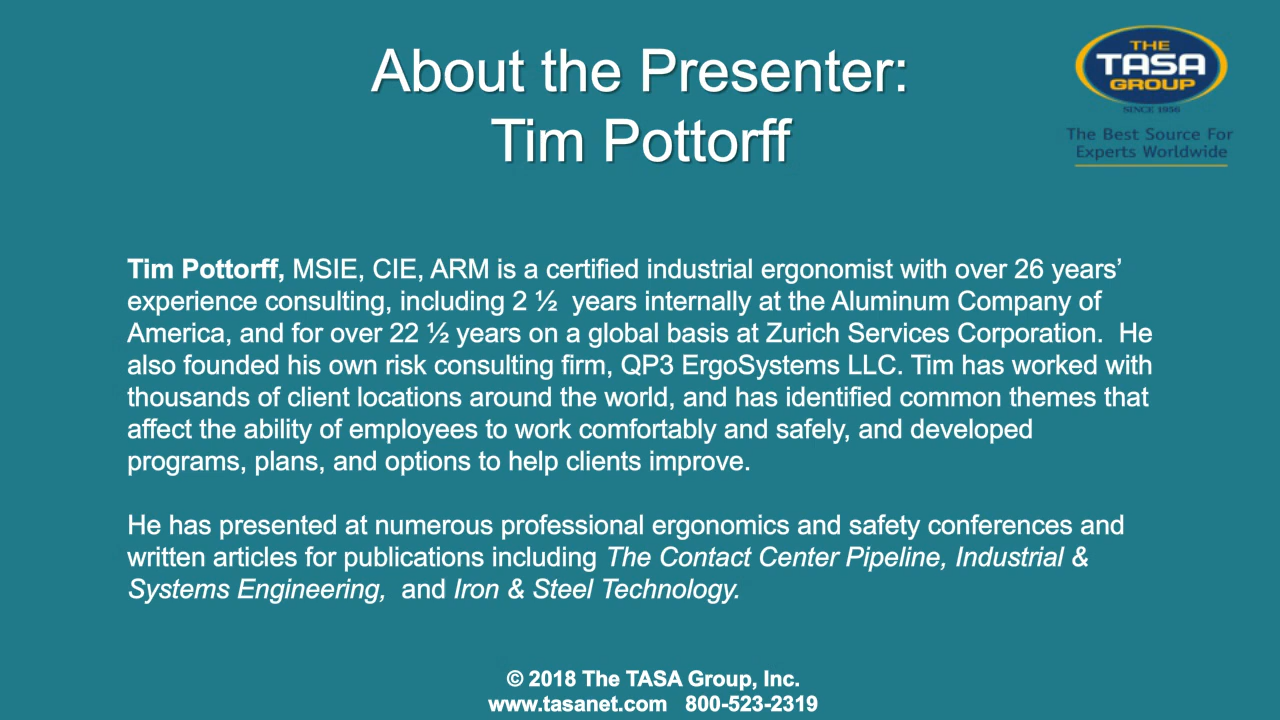 About the Presenter:
Tim Pottorff
THE
TASA
GROUP
SINCE 1956
The Best Source For
Experts Worldwide
Tim Pottorff, MSIE, CIE, ARM is a certified industrial ergonomist with over 26 years’
experience consulting, including 2 ½  years internally at the Aluminum Company of
America, and for over 22 ½ years on a global basis at Zurich Services Corporation.  He
also founded his own risk consulting firm, QP3 ErgoSystems LLC. Tim has worked with
thousands of client locations around the world, and has identified common themes that
affect the ability of employees to work comfortably and safely, and developed
programs, plans, and options to help clients improve.
He has presented at numerous professional ergonomics and safety conferences and
written articles for publications including The Contact Center Pipeline, Industrial &
Systems Engineering,  and Iron & Steel Technology.
© 2018 The TASA Group, Inc.
www.tasanet.com   800-523-2319